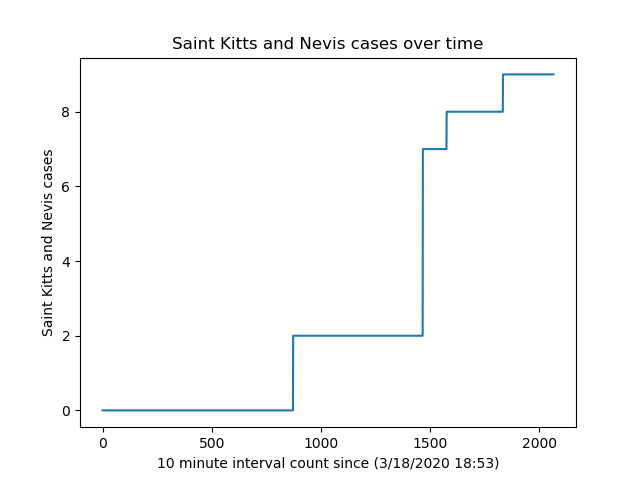 Saint Kitts and Nevis cases over time
Saint Kitts and Nevis cases
8
6
4
2
0
0 500 1000 1500 2000
10 minute interval count since (3/18/2020 18:53)